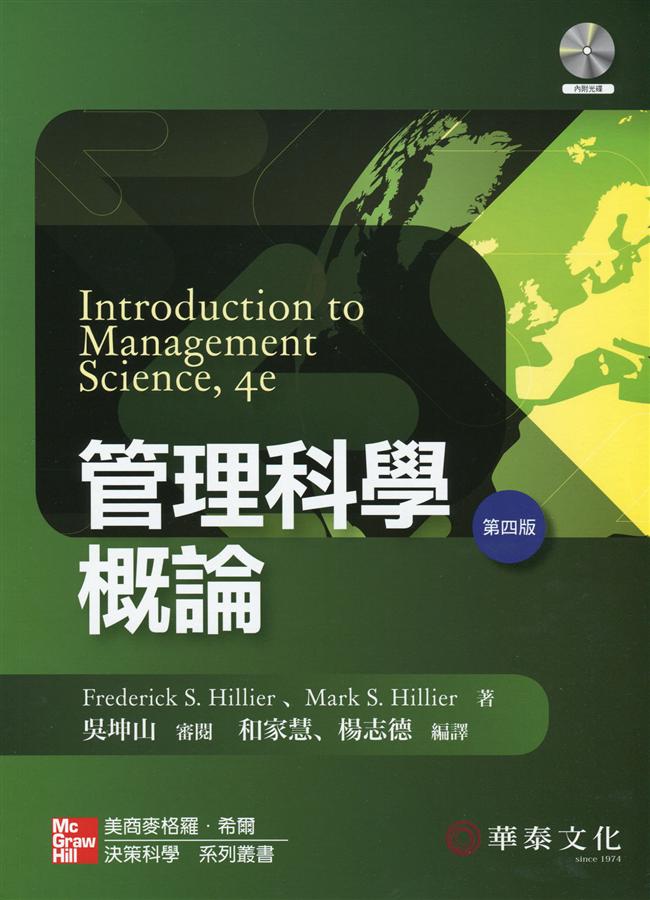 內附光碟
Introduction to
Management
Science, 4e
管理科學
概論
第四版
Frederick S. Hillier、Mark S. Hillier 著
吳坤山 審閱 和家慧、楊志德 編譯
Mc
Graw
Hill
美商麥格羅·希爾
決策科學 系列叢書
華泰文化
since 1974